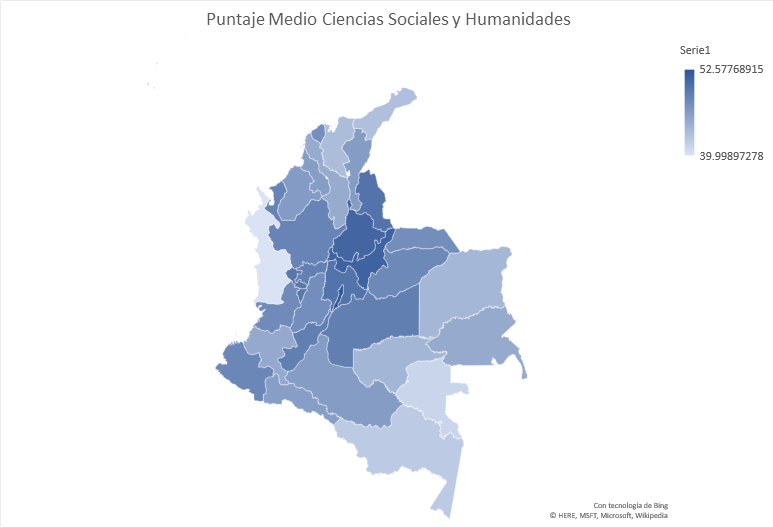 Puntaje Medio Ciencias Sociales y Humanidades
Serie1
52.57768915
39.99897278
Con tecnología de Bing
© HERE, MSFT, Microsoft, Wikipedia